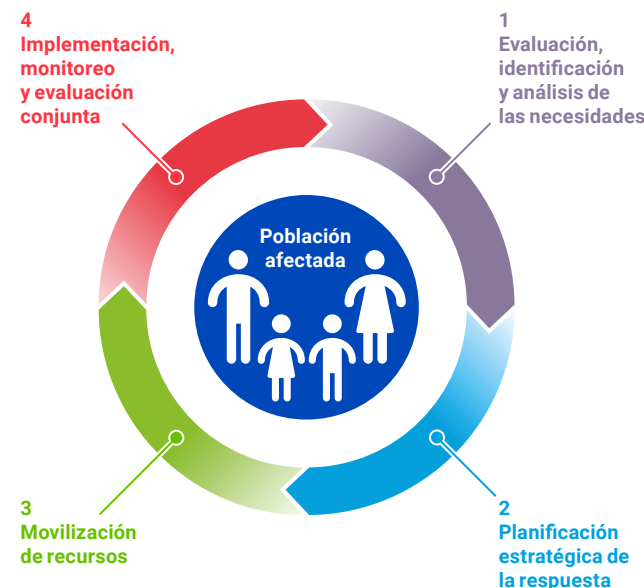 4
Implementación,
monitoreo
y evaluación
conjunta
1
Evaluación,
identificación
y análisis de
las necesidades
Población
afectada
3
Movilización
de recursos
2
Planificación
estratégica de
la respuesta